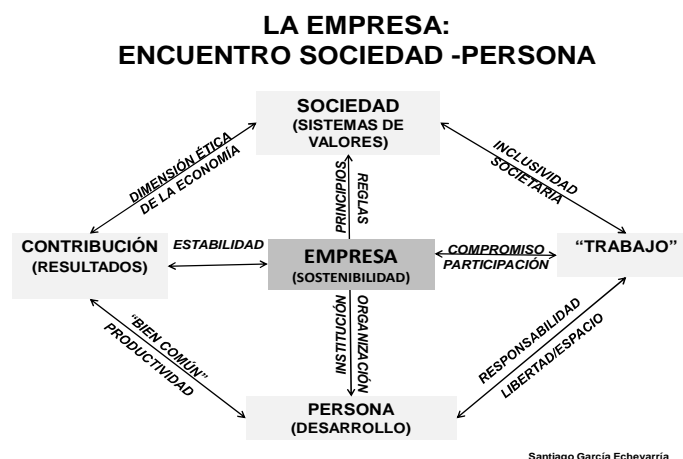 LA EMPRESA:
ENCUENTRO SOCIEDAD -PERSONA
SOCIEDAD
(SISTEMAS DE
VALORES)
DIMENSIÓN ÉTICA
DE LA ECONOMÍA
PRINCIPIOS
REGLAS
INCLUSIVIDAD
SOCIETARIA
CONTRIBUCIÓN
(RESULTADOS)
ESTABILIDAD
EMPRESA
(SOSTENIBILIDAD)
COMPROMISO
PARTICIPACIÓN
“TRABAJO”
“BIEN COMÚN”
PRODUCTIVIDAD
INSTITUCIÓN
ORGANIZACIÓN
RESPONSABILIDAD
LIBERTAD/ESPACIO
PERSONA
(DESARROLLO)
Santiago García Echevarría